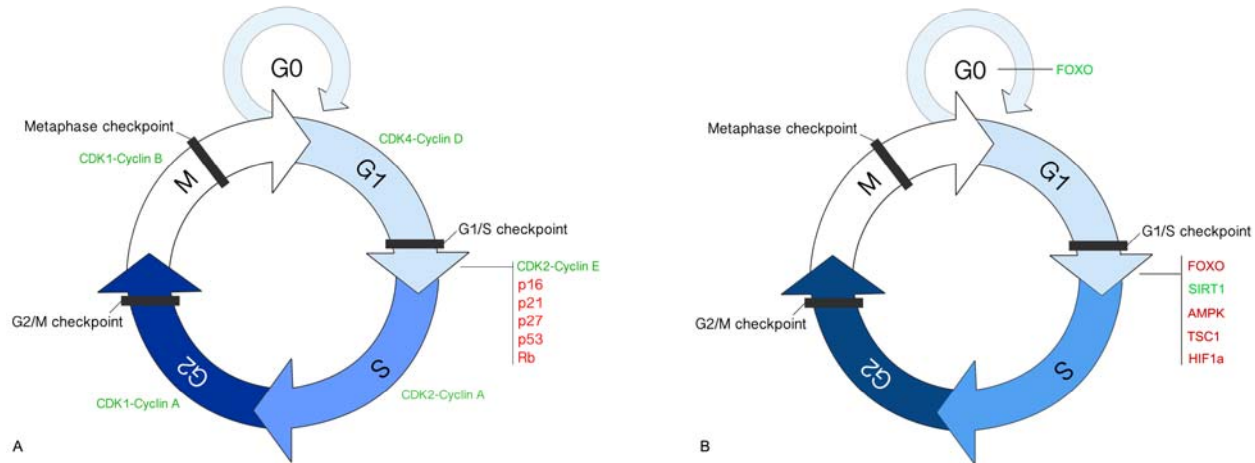 G0
Metaphase checkpoint
CDK4-Cyclin D
CDK1-Cyclin B
M
G1
G1/S checkpoint
CDK2-Cyclin E
p16
p21
p27
p53
Rb
G2/M checkpoint
G2
S
CDK1-Cyclin A
CDK2-Cyclin A
A
G0
FOXO
Metaphase checkpoint
M
G1
G1/S checkpoint
FOXO
SIRT1
AMPK
TSC1
HIF1a
G2/M checkpoint
G2
S
B